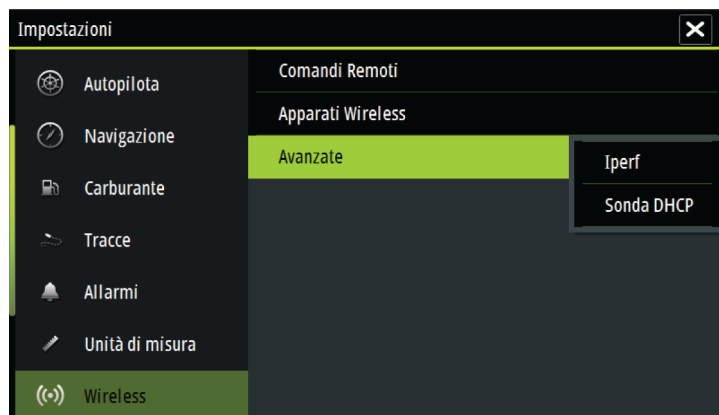 Impostazioni
Autopilota
Navigazione
Carburante
Tracce
Allarmi
Unità di misura
Wireless
Comandi Remoti
Apparati Wireless
Avanzate
Iperf
Sonda DHCP